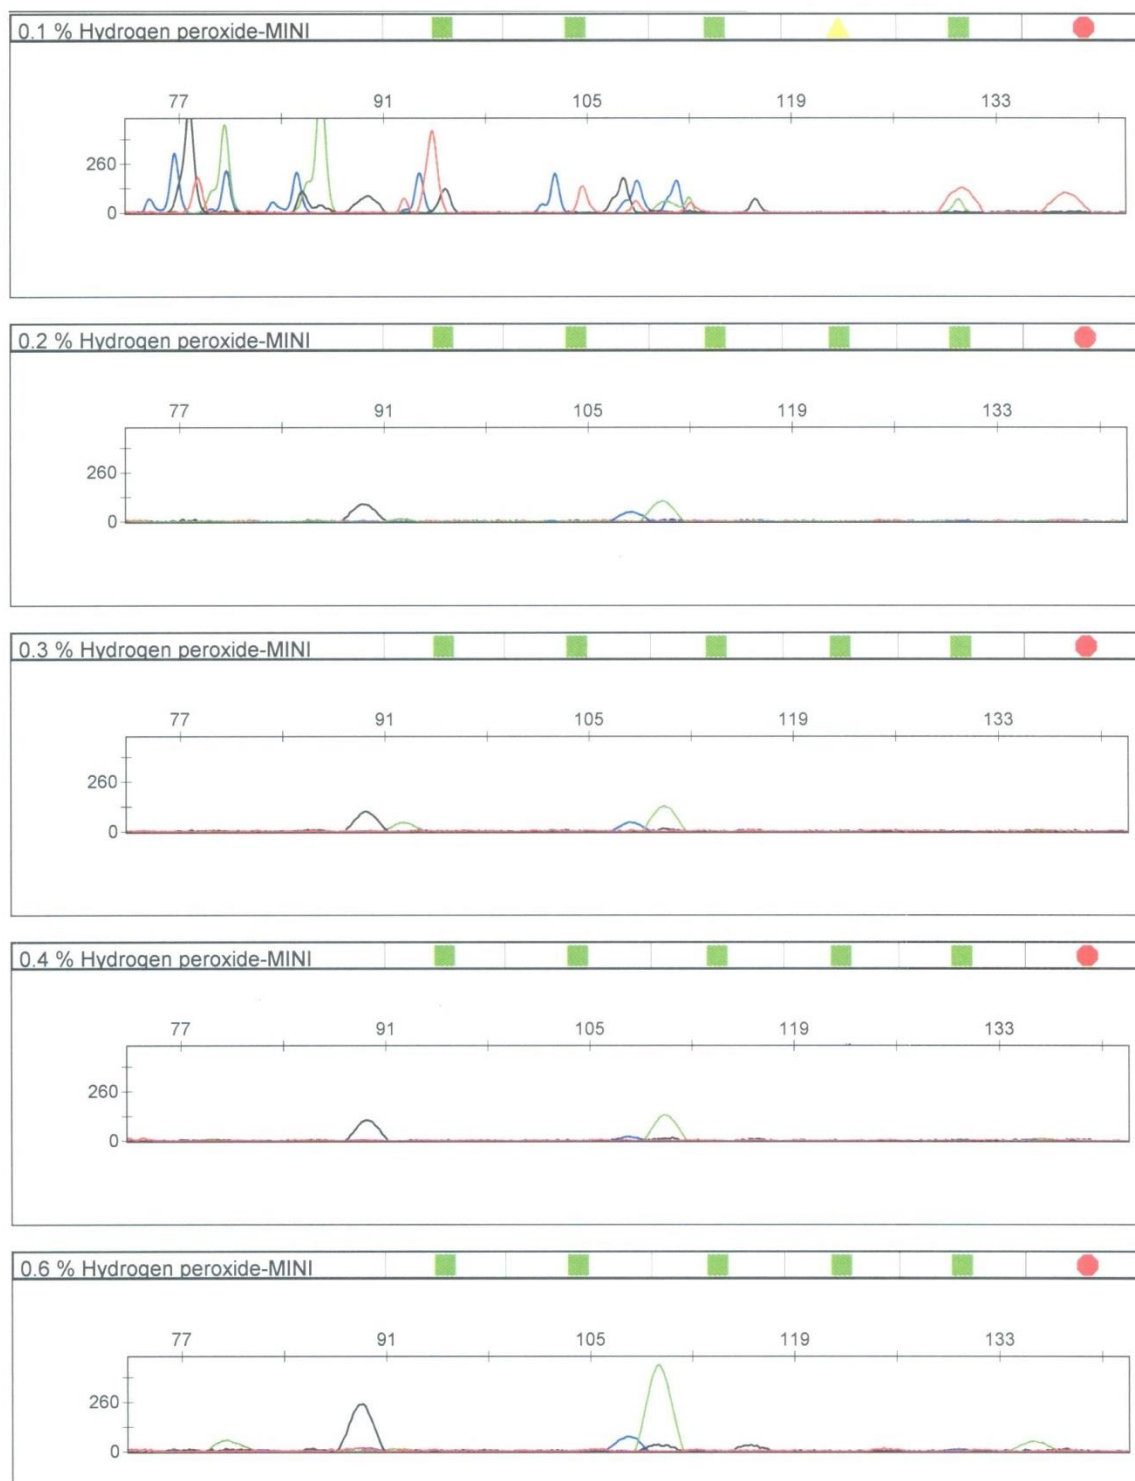 0.1 % Hydrogen peroxide-MINI
77 91 105 119 133
260
0
0.2 % Hydrogen peroxide-MINI
77 91 105 119 133
260
0
0.3 % Hydrogen peroxide-MINI
77 91 105 119 133
260
0
0.4 % Hydrogen peroxide-MINI
77 91 105 119 133
260
0
0.6 % Hydrogen peroxide-MINI
77 91 105 119 133
260
0